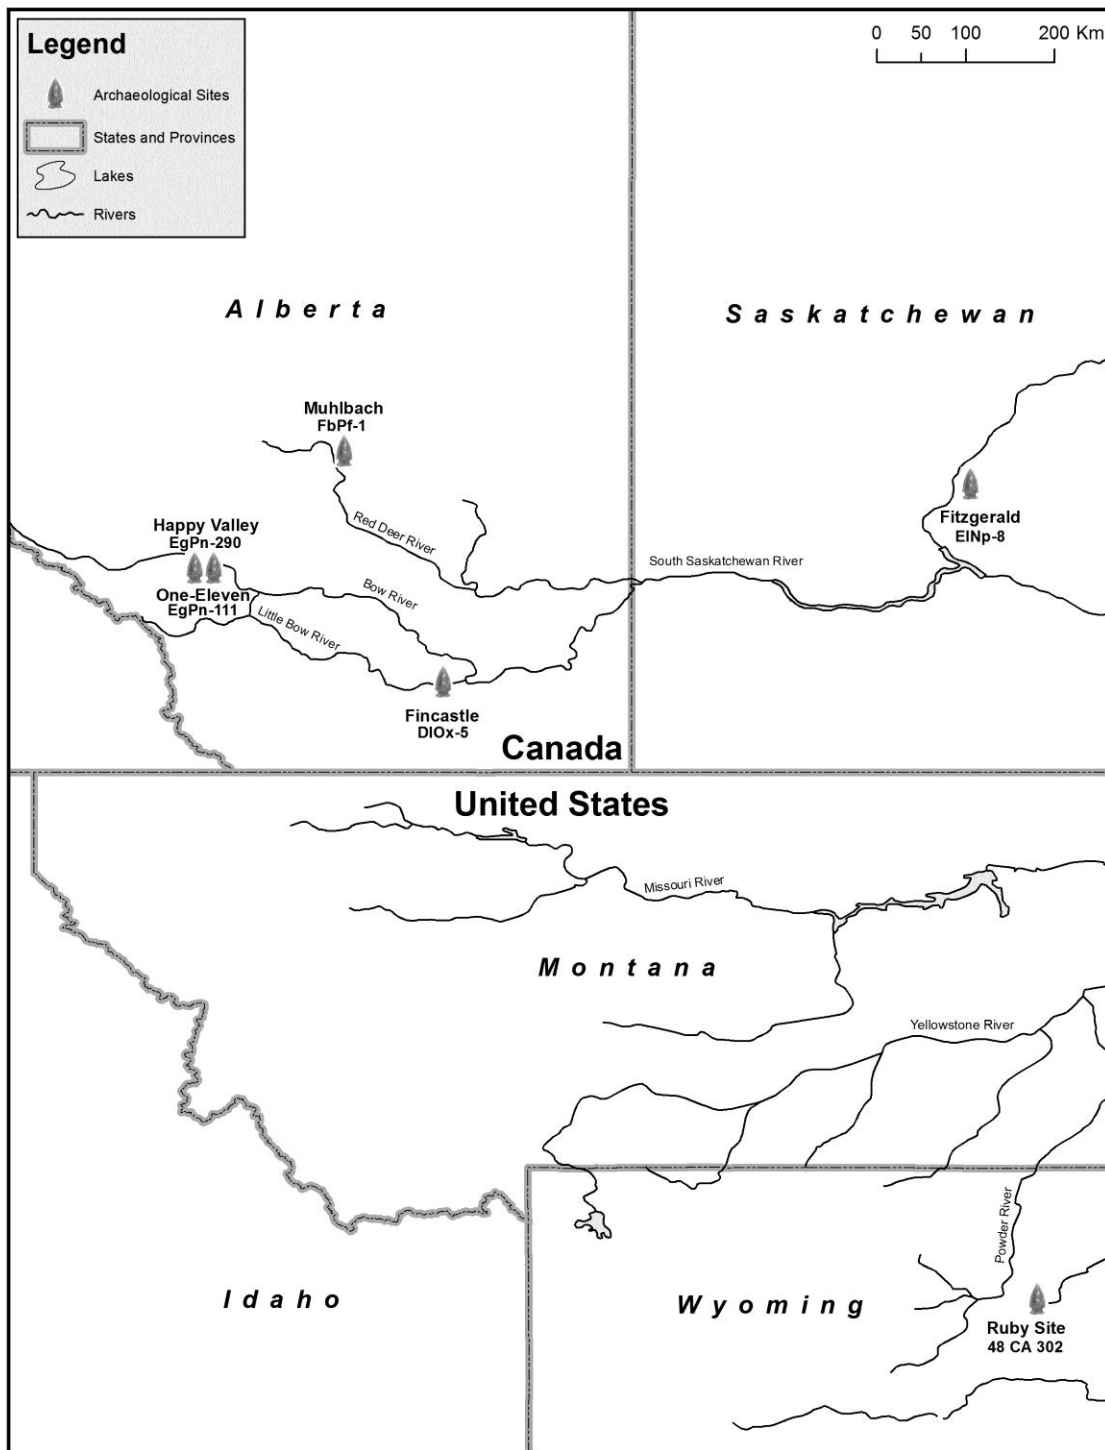 Legend
Archaeological Sites
States and Provinces
Lakes
Rivers
0 50 100 200 Km
Alberta
Saskatchewan
Muhlbach
FbPf-1
Red Deer River
Happy Valley
EgPn-290
One-Eleven
EgPn-111
Bow River
Little Bow River
Fincastle
DlOx-5
South Saskatchewan River
Fitzgerald
ElNp-8
Canada
United States
Missouri River
Montana
Yellowstone River
Powder River
Idaho
Wyoming
Ruby Site
48 CA 302